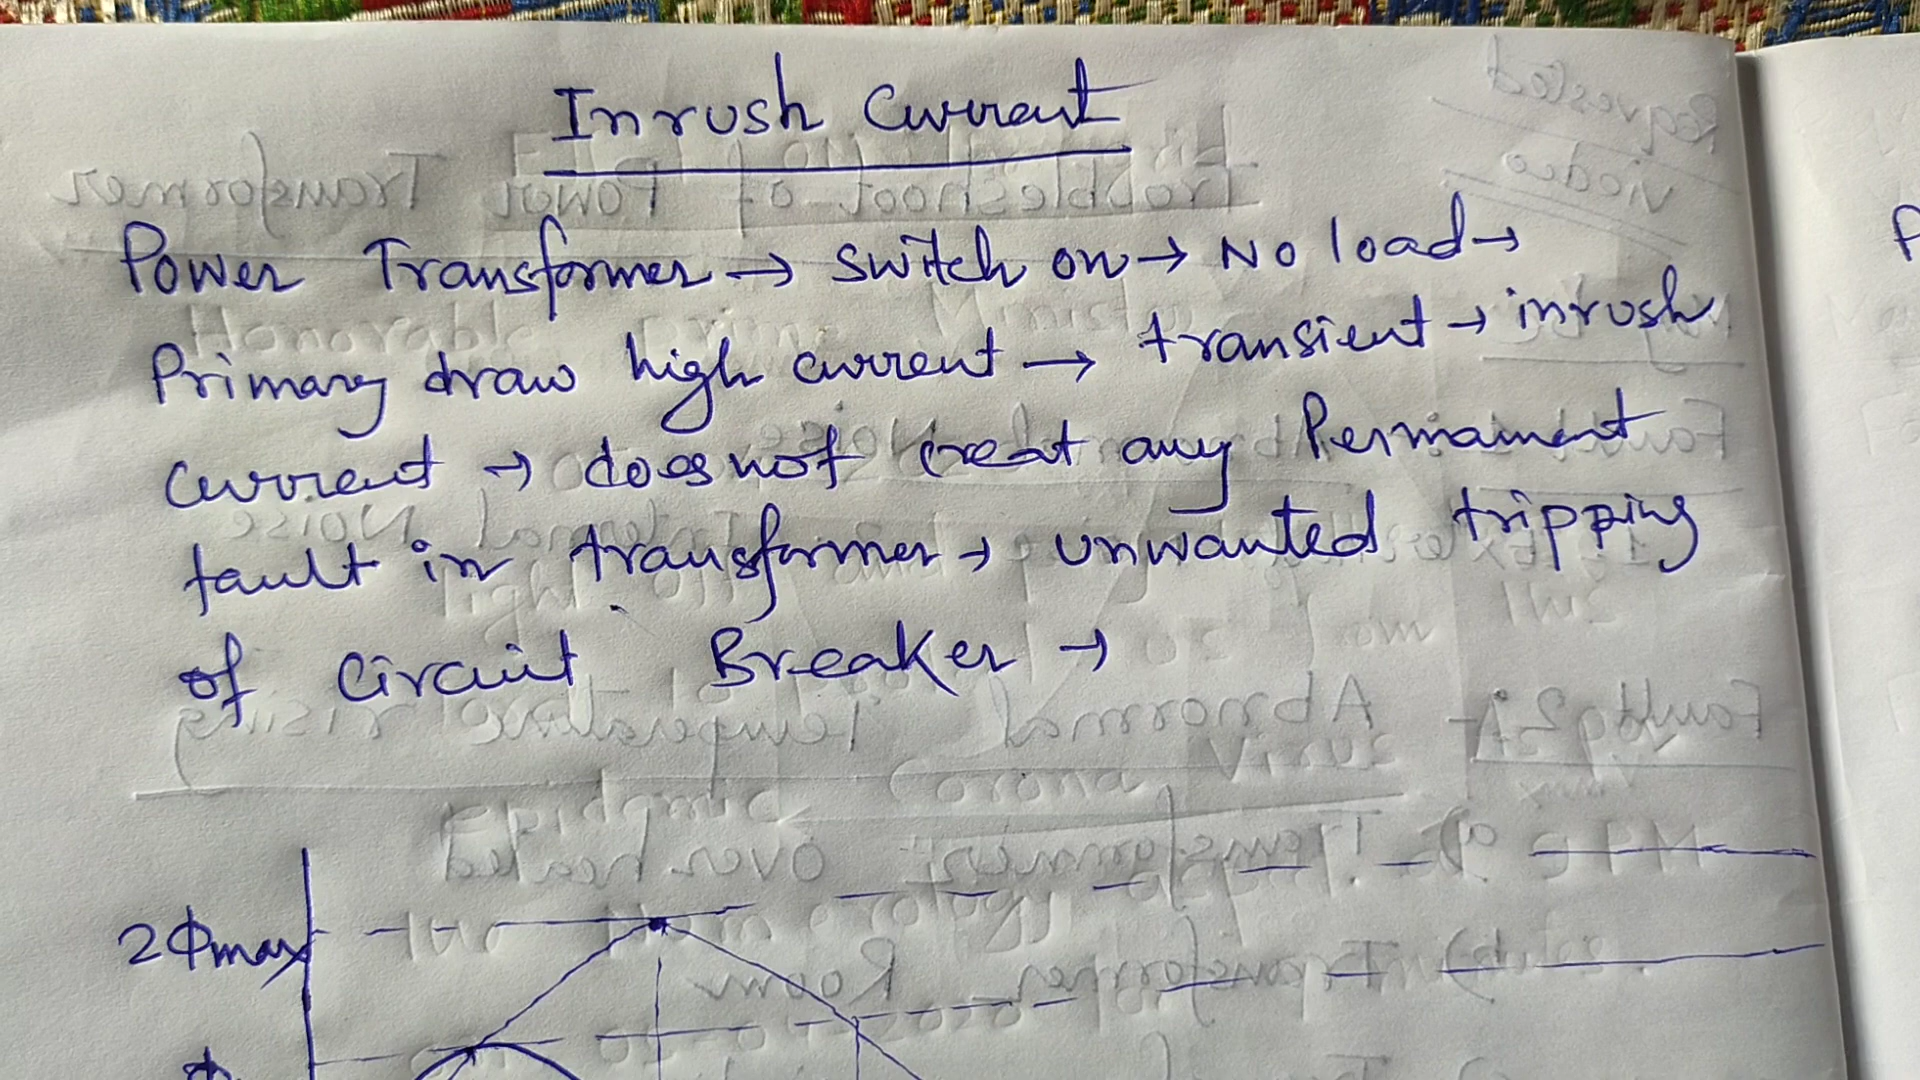 Inrush Current
Power Transformer → switch on → No load →
Primary draw high current → transient → inrush
current → does not creat any Permanent
fault in transformer → unwanted tripping
of Circuit Breaker →
2Φmax